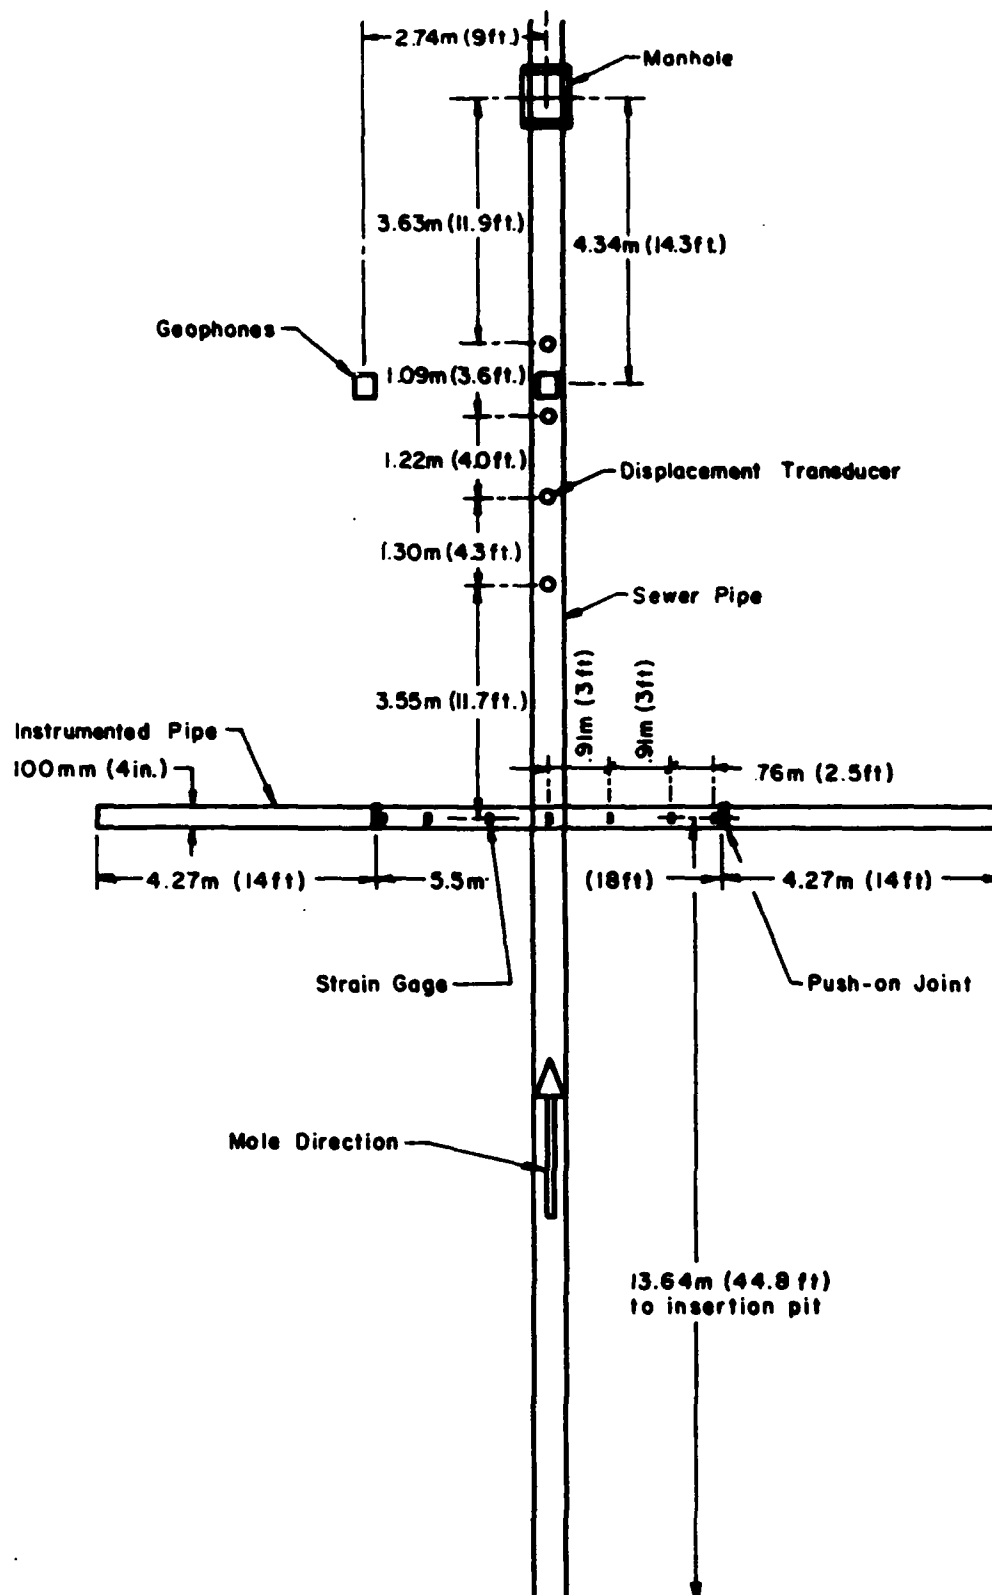 2.74m (9ft.)
Manhole
3.63m (11.9ft.)
4.34m (14.3ft.)
Geophones
1.09m (3.6ft.)
1.22m (4.0ft.)
Displacement Transducer
1.30m (4.3ft.)
Sewer Pipe
.91m (3ft)
.91m (3ft)
3.55m (11.7ft.)
Instrumented Pipe
100mm (4in.)
.76m (2.5ft)
4.27m (14ft)
5.5m (18ft)
4.27m (14ft)
Strain Gage
Push-on Joint
Mole Direction
13.64m (44.8 ft)
to insertion pit